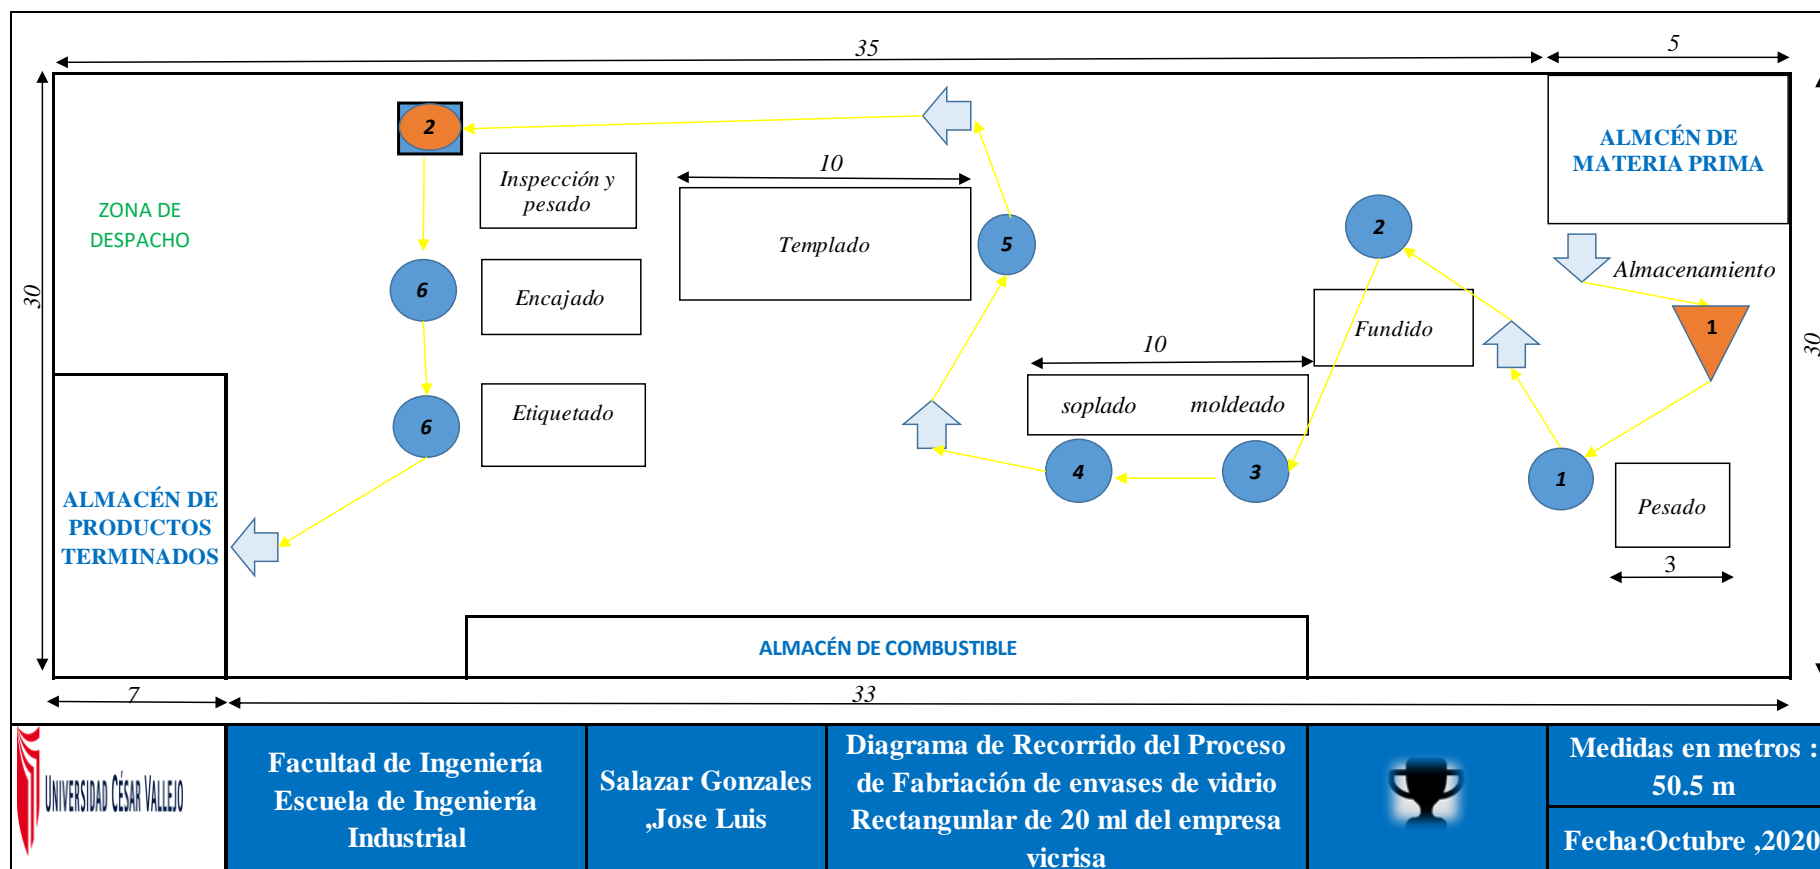 35
5
2
ALMCÉN DE
MATERIA PRIMA
10
Inspección y
pesado
ZONA DE
DESPACHO
Templado
5
2
Almacenamiento
6
Encajado
30
1
Fundido
30
10
soplado moldeado
Etiquetado
6
4
3
1
Pesado
ALMACÉN DE
PRODUCTOS
TERMINADOS
3
ALMACÉN DE COMBUSTIBLE
7
33
UNIVERSIDAD CÉSAR VALLEJO
Facultad de Ingeniería
Escuela de Ingeniería
Industrial
Salazar Gonzales
,Jose Luis
Diagrama de Recorrido del Proceso
de Fabriación de envases de vidrio
Rectangunlar de 20 ml del empresa
vicrisa
Medidas en metros :
50.5 m
Fecha:Octubre ,2020